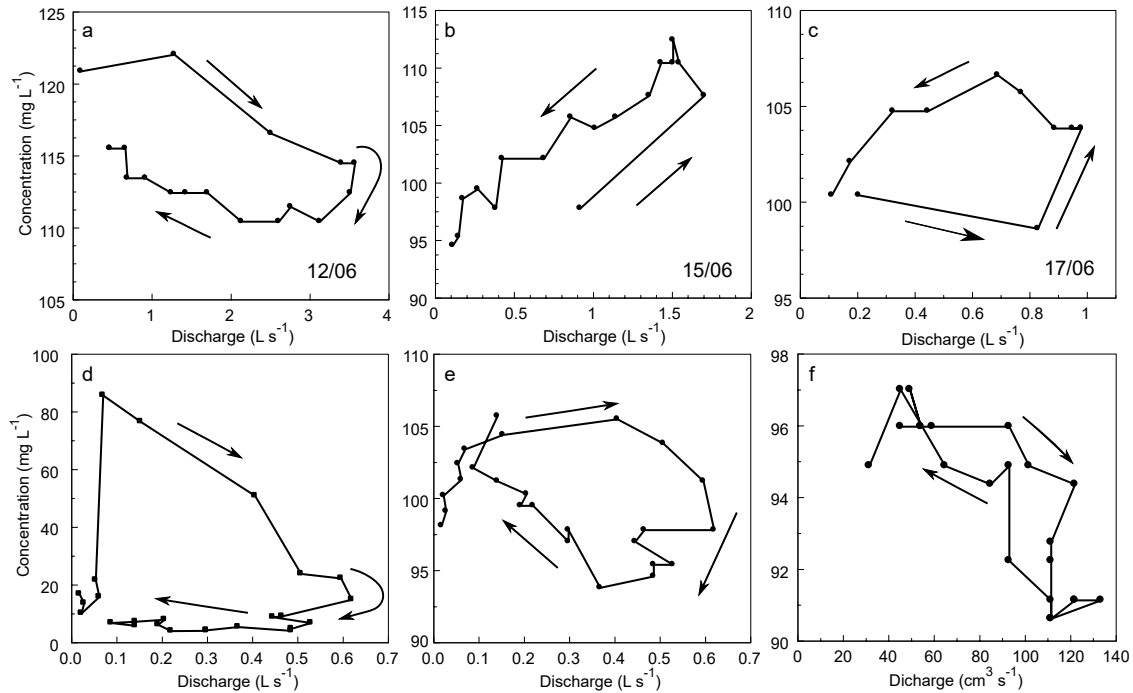 a
125
120
115
110
105
Concentration (mg L⁻¹)
0 1 2 3 4
Discharge (L s⁻¹)
12/06
b
115
110
105
100
95
90
0 0.5 1 1.5 2
Discharge (L s⁻¹)
15/06
c
110
105
100
95
0 0.2 0.4 0.6 0.8 1
Discharge (L s⁻¹)
17/06
d
100
80
60
40
20
0
Concentration (mg L⁻¹)
0.0 0.1 0.2 0.3 0.4 0.5 0.6 0.7
Discharge (L s⁻¹)
e
110
105
100
95
90
0.0 0.1 0.2 0.3 0.4 0.5 0.6 0.7
Discharge (L s⁻¹)
f
98
96
94
92
90
0 20 40 60 80 100 120 140
Dicharge (cm³ s⁻¹)